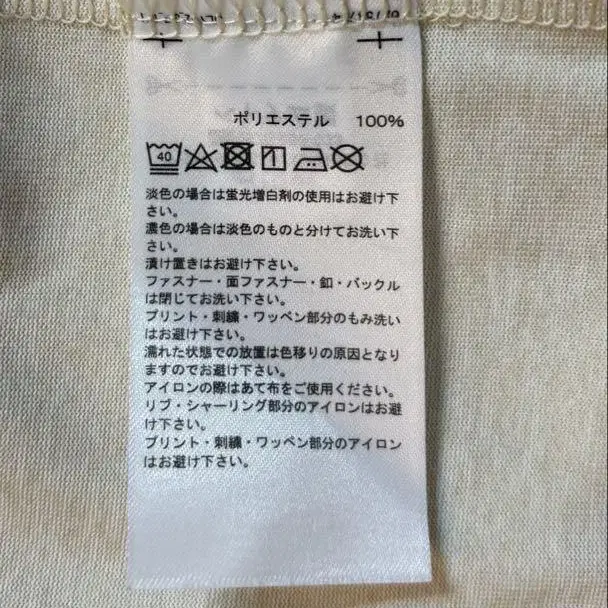 ポリエステル 100%
40
淡色の場合は蛍光増白剤の使用はお避け下
さい。
濃色の場合は淡色のものと分けてお洗い下
さい。
漬け置きはお避け下さい。
ファスナー・面ファスナー・釦・バックル
は閉じてお洗い下さい。
プリント・刺繍・ワッペン部分のもみ洗い
はお避け下さい。
濡れた状態での放置は色移りの原因となり
ますのでお避け下さい。
アイロンの際はあて布をご使用ください。
リブ・シャーリング部分のアイロンはお避
け下さい。
プリント・刺繍・ワッペン部分のアイロン
はお避け下さい。